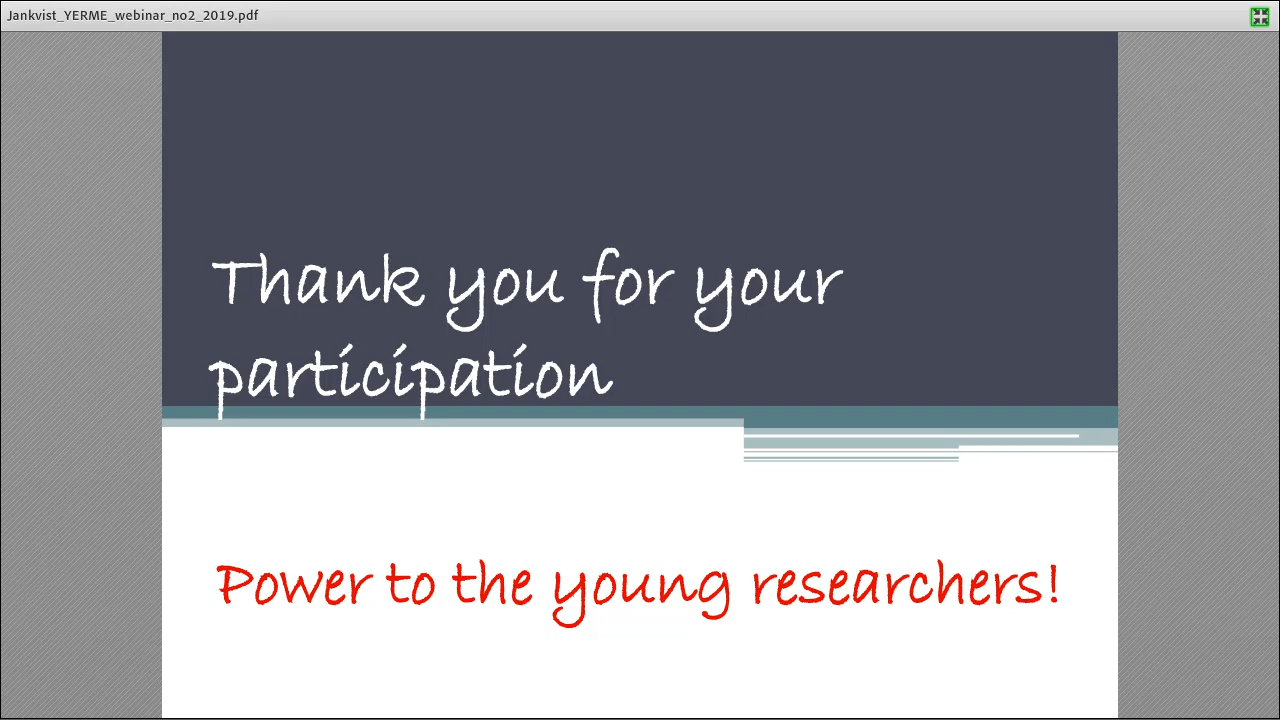 Jankvist_YERME_webinar_no2_2019.pdf
Thank you for your
participation
Power to the young researchers!